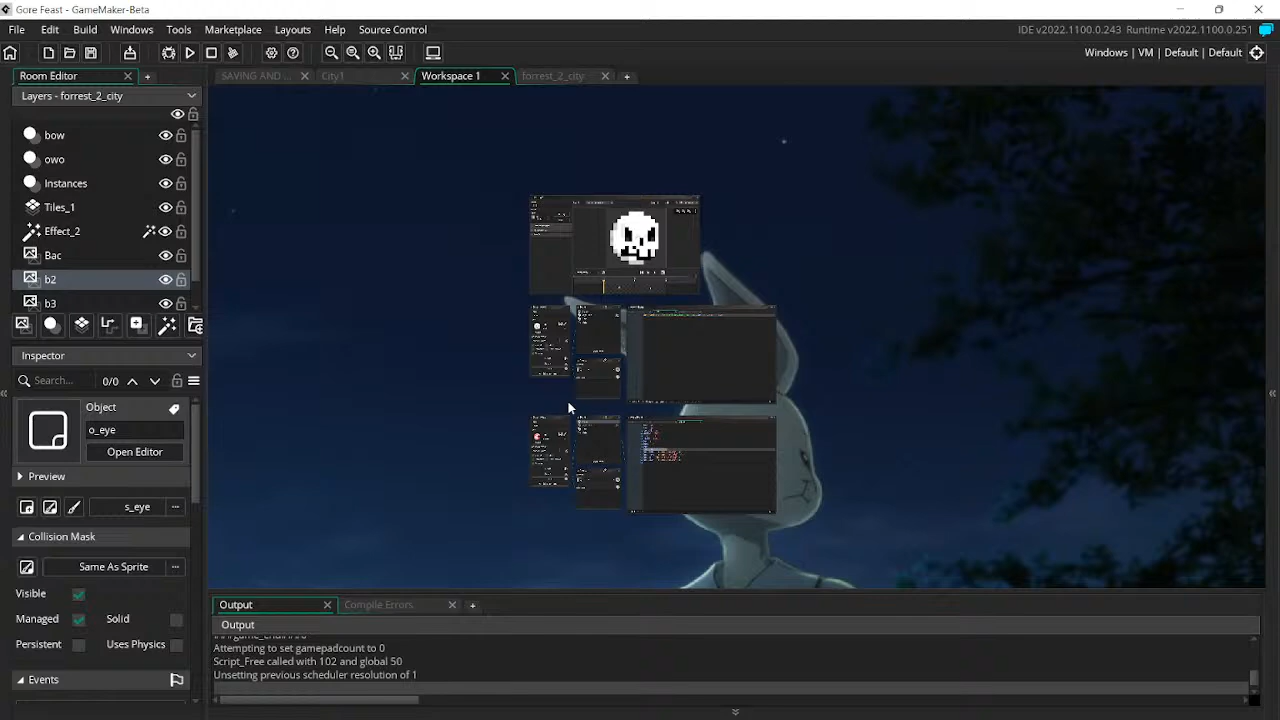 Gore Feast - GameMaker-Beta
File Edit Build Windows Tools Marketplace Layouts Help Source Control
IDE v2022.1100.0.243 Runtime v2022.1100.0.251
Windows | VM | Default | Default
Room Editor
SAVING AND ... City1 Workspace 1 forrest_2_city
Layers - forrest_2_city
bow
owo
Instances
Tiles_1
Effect_2
Bac
b2
b3
Inspector
Search... 0/0
Object
o_eye
Open Editor
Preview
s_eye
Collision Mask
Same As Sprite
Visible
Managed Solid
Persistent Uses Physics
Events
Output Compile Errors
Output
Attempting to set gamepadcount to 0
Script_Free called with 102 and global 50
Unsetting previous scheduler resolution of 1